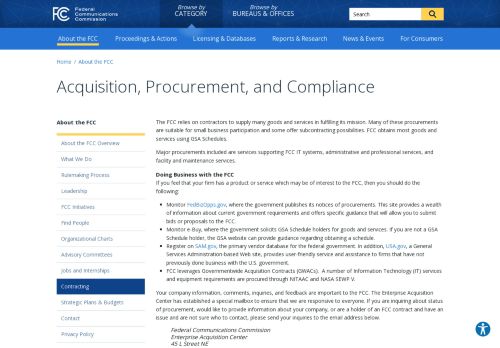 FCC
Federal
Communications
Commission
Browse by
CATEGORY
Browse by
BUREAUS & OFFICES
Search
About the FCC
Proceedings & Actions
Licensing & Databases
Reports & Research
News & Events
For Consumers
Home / About the FCC
Acquisition, Procurement, and Compliance
About the FCC
About the FCC Overview
What We Do
Rulemaking Process
Leadership
FCC Initiatives
Find People
Organizational Charts
Advisory Committees
Jobs and Internships
Contracting
Strategic Plans & Budgets
Contact
Privacy Policy
The FCC relies on contractors to supply many goods and services in fulfilling its mission. Many of these procurements
are suitable for small business participation and some offer subcontracting possibilities. FCC obtains most goods and
services using GSA Schedules.
Major procurements included are services supporting FCC IT systems, administrative and professional services, and
facility and maintenance services.
Doing Business with the FCC
If you feel that your firm has a product or service which may be of interest to the FCC, then you should do the
following:
• Monitor FedBizOpps.gov, where the government publishes its notices of procurements. This site provides a
wealth of information about current government requirements and offers specific guidance that will allow you to submit
bids or proposals to the FCC.
• Monitor e-Buy, where the government solicits GSA Schedule holders for goods and services. If you are not a GSA
Schedule holder, the GSA website can provide guidance regarding obtaining a schedule.
• Register on SAM.gov, the primary vendor database for the federal government. In addition, USA.gov, a General
Services Administration-based Web site, provides user-friendly service and assistance to firms that have not
previously done business with the U.S. government.
• FCC leverages Governmentwide Acquisition Contracts (GWACs). A number of Information Technology (IT) services
and equipment requirements are procured through NITAAC and NASA SEWP V.
Your company information, comments, inquiries, and feedback are important to the FCC. The Enterprise Acquisition
Center has established a special mailbox to ensure that we are responsive to everyone. If you are inquiring about status
of procurement, would like to provide information about your company, or are a holder of an FCC contract and have an
issue and are not sure who to contact, please send your inquiries to the email address below.
Federal Communications Commission
Enterprise Acquisition Center
45 L Street NE